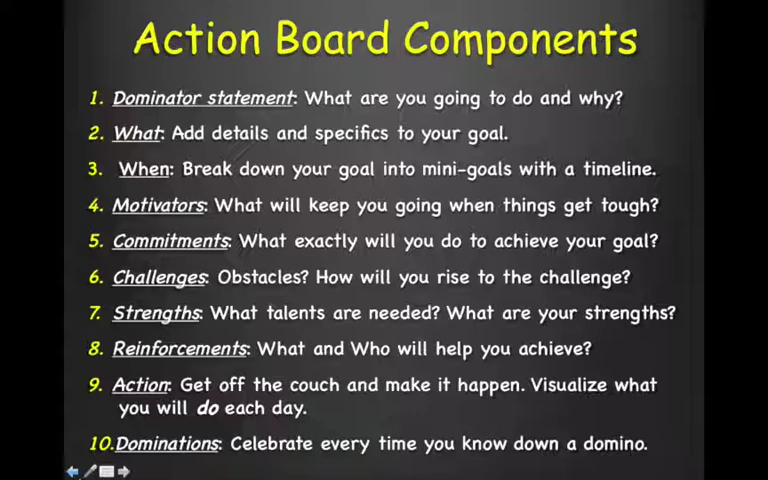 Action Board Components
1. Dominator statement: What are you going to do and why?
2. What: Add details and specifics to your goal.
3. When: Break down your goal into mini-goals with a timeline.
4. Motivators: What will keep you going when things get tough?
5. Commitments: What exactly will you do to achieve your goal?
6. Challenges: Obstacles? How will you rise to the challenge?
7. Strengths: What talents are needed? What are your strengths?
8. Reinforcements: What and Who will help you achieve?
9. Action: Get off the couch and make it happen. Visualize what
you will do each day.
10. Dominations: Celebrate every time you know down a domino.